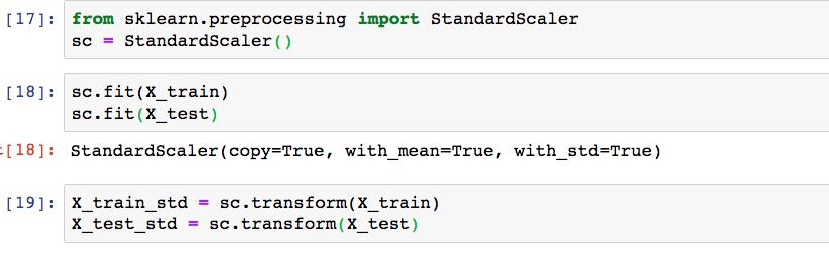 [17]: from sklearn.preprocessing import StandardScaler
sc = StandardScaler()
[18]: sc.fit(X_train)
sc.fit(X_test)
t[18]: StandardScaler(copy=True, with_mean=True, with_std=True)
[19]: X_train_std = sc.transform(X_train)
X_test_std = sc.transform(X_test)